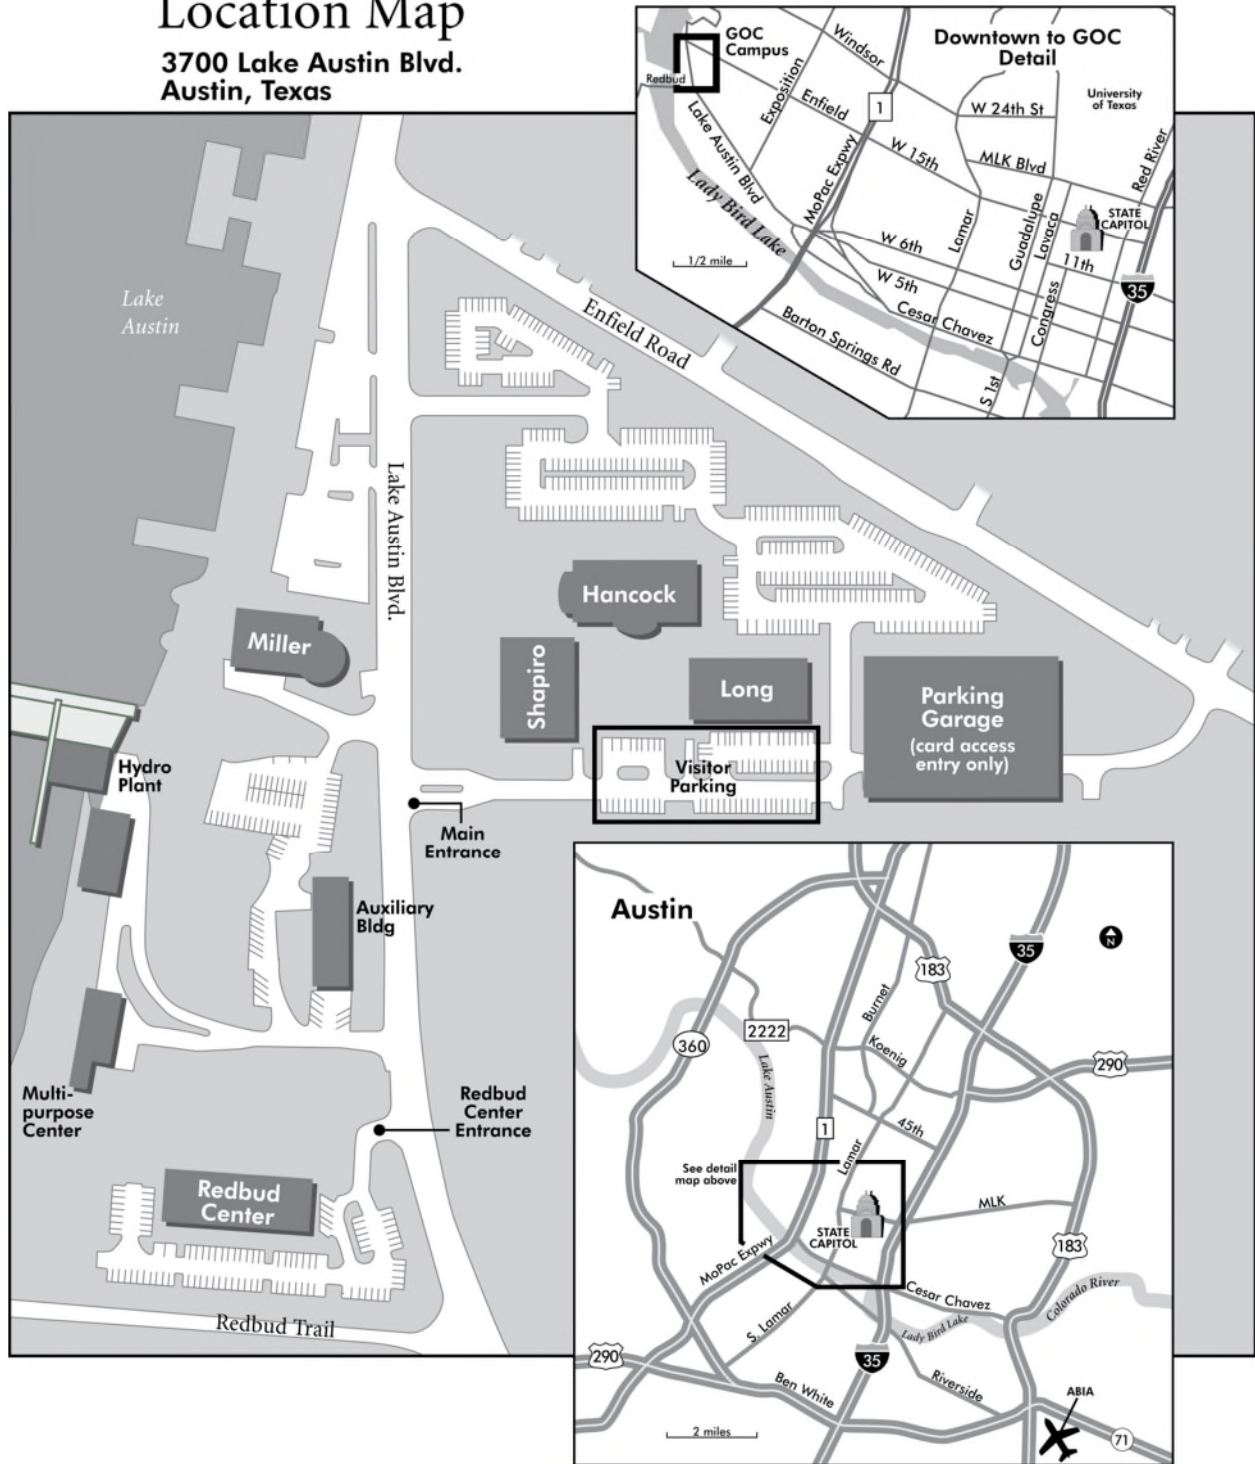 Location Map
3700 Lake Austin Blvd.
Austin, Texas
Downtown to GOC
Detail
GOC
Campus
Redbud
Windsor
Exposition
Enfield
1
W 24th St
University
of Texas
Lake Austin Blvd
MoPac Expwy
W 15th
MLK Blvd
Red River
Lady Bird Lake
Lamar
Guadalupe
Lavaca
STATE
CAPITOL
W 6th
11th
1/2 mile
W 5th
35
Cesar Chavez
Congress
Barton Springs Rd
S 1st
Lake
Austin
Enfield Road
Lake Austin Blvd.
Hancock
Miller
Shapiro
Long
Parking
Garage
(card access
entry only)
Visitor
Parking
Hydro
Plant
Main
Entrance
Auxiliary
Bldg
Multi-
purpose
Center
Redbud
Center
Entrance
Redbud
Center
Redbud Trail
Austin
35
N
183
Burnet
2222
360
Koenig
290
Lake Austin
1
45th
Lamar
See detail
map above
MLK
STATE
CAPITOL
183
MoPac Expwy
Cesar Chavez
Colorado River
S. Lamar
Lady Bird Lake
290
35
Ben White
Riverside
ABIA
2 miles
71